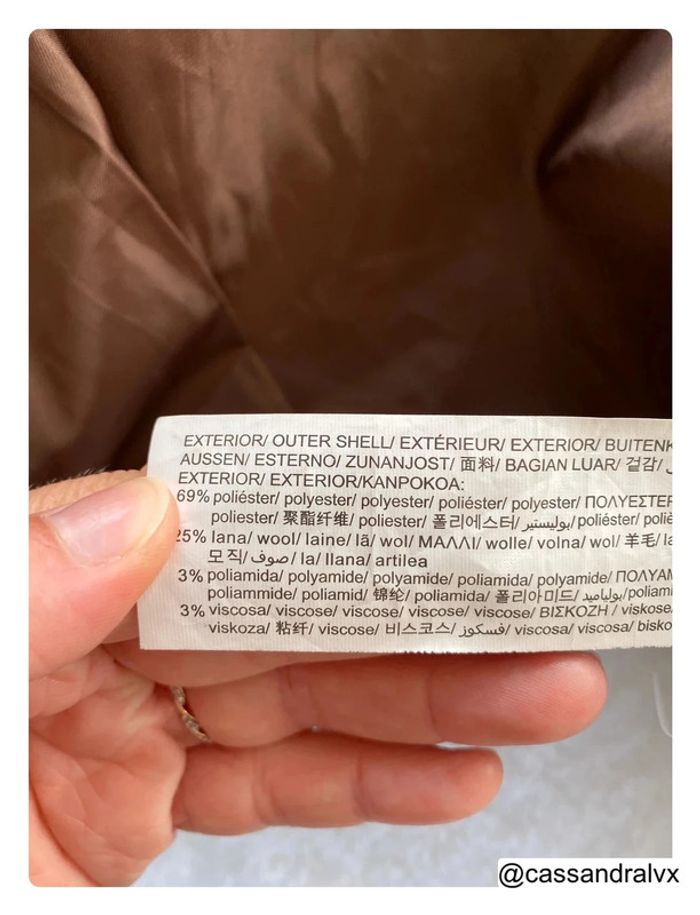 EXTERIOR/ OUTER SHELL/ EXTÉRIEUR/ EXTERIOR/ BUITENK
AUSSEN/ ESTERNO/ ZUNANJOST/ 面料/ BAGIAN LUAR/ 겉감/
EXTERIOR/ EXTERIOR/KANPOKOA:
69% poliéster/ polyester/ polyester/ poliéster/ polyester/ ΠΟΛΥΕΣΤΕΡ
poliester/ 聚酯纤维/ poliester/ 폴리에스터/ بوليستير/ poliéster/ poliè
25% lana/ wool/ laine/ lã/ wol/ ΜΑΛΛΙ/ wolle/ volna/ wol/ 羊毛/ la
모직/ صوف/ la/ llana/ artilea
3% poliamida/ polyamide/ polyamide/ poliamida/ polyamide/ ΠΟΛΥΑΜ
poliammide/ poliamid/ 锦纶/ poliamida/ 폴리아미드/ بولياميد/poliami
3% viscosa/ viscose/ viscose/ viscose/ viscose/ ΒΙΣΚΟΖΗ / viskose/
viskoza/ 粘纤/ viscose/ 비스코스/ فسكوز/ viscosa/ viscosa/ bisko
@cassandralvx